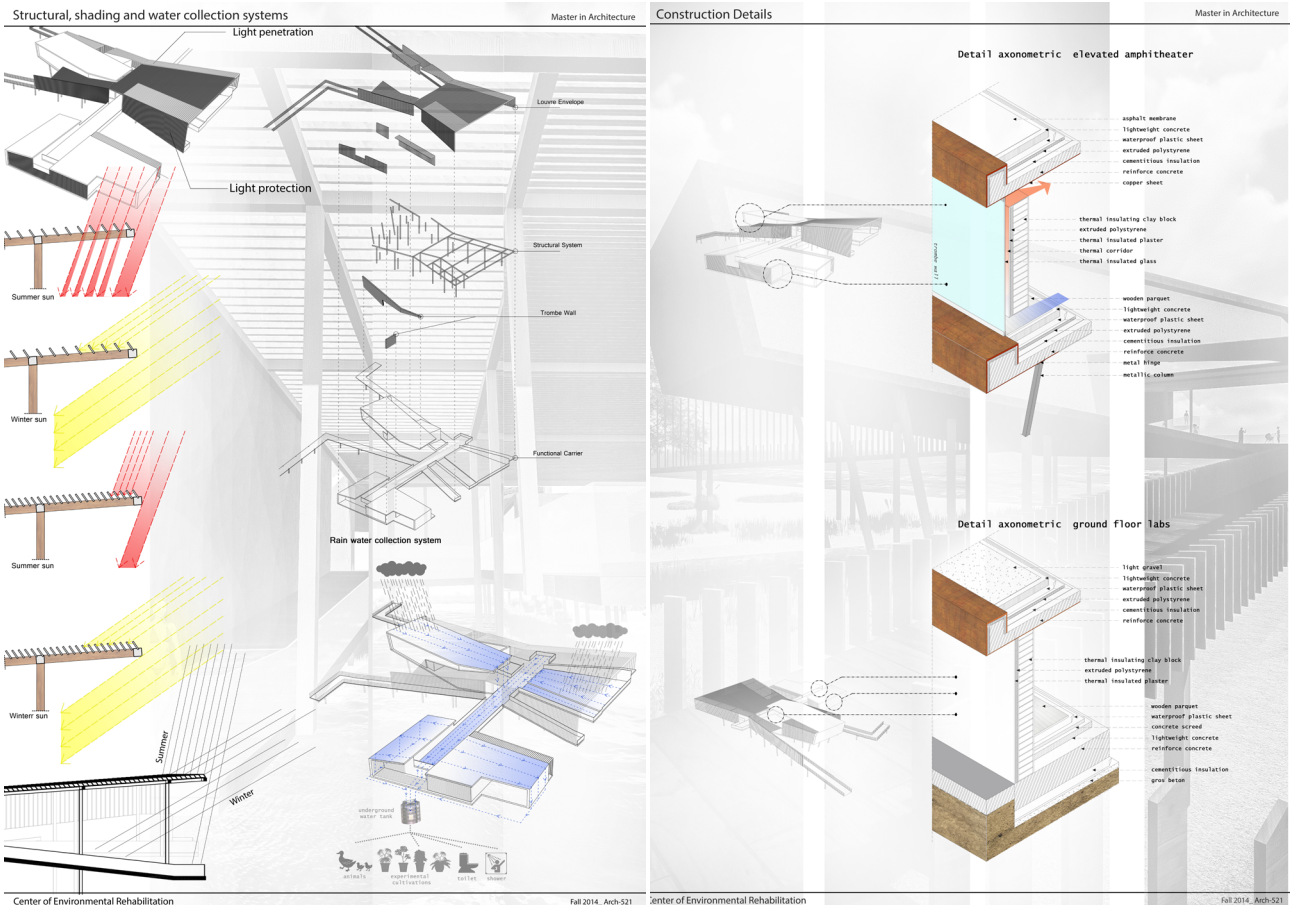 Structural, shading and water collection systems
Master in Architecture
Light penetration
Louvre Envelope
Light protection
Structural System
Summer sun
Trombe Wall
Winter sun
Functional Carrier
Rain water collection system
Summer sun
Winterr sun
Summer
Winter
underground
water tank
animals
experimental
cultivations
toilet
shower
Center of Environmental Rehabilitation
Fall 2014_ Arch-521
Construction Details
Master in Architecture
Detail axonometric elevated amphitheater
asphalt membrane
lightweight concrete
waterproof plastic sheet
extruded polystyrene
cementitious insulation
reinforce concrete
copper sheet
thermal insulating clay block
extruded polystyrene
thermal insulated plaster
thermal corridor
thermal insulated glass
trombe wall
wooden parquet
lightweight concrete
waterproof plastic sheet
extruded polystyrene
cementitious insulation
reinforce concrete
metal hinge
metallic column
Detail axonometric ground floor labs
light gravel
lightweight concrete
waterproof plastic sheet
extruded polystyrene
cementitious insulation
reinforce concrete
thermal insulating clay block
extruded polystyrene
thermal insulated plaster
wooden parquet
waterproof plastic sheet
concrete screed
lightweight concrete
reinforce concrete
cementitious insulation
gros beton
Center of Environmental Rehabilitation
Fall 2014_ Arch-521